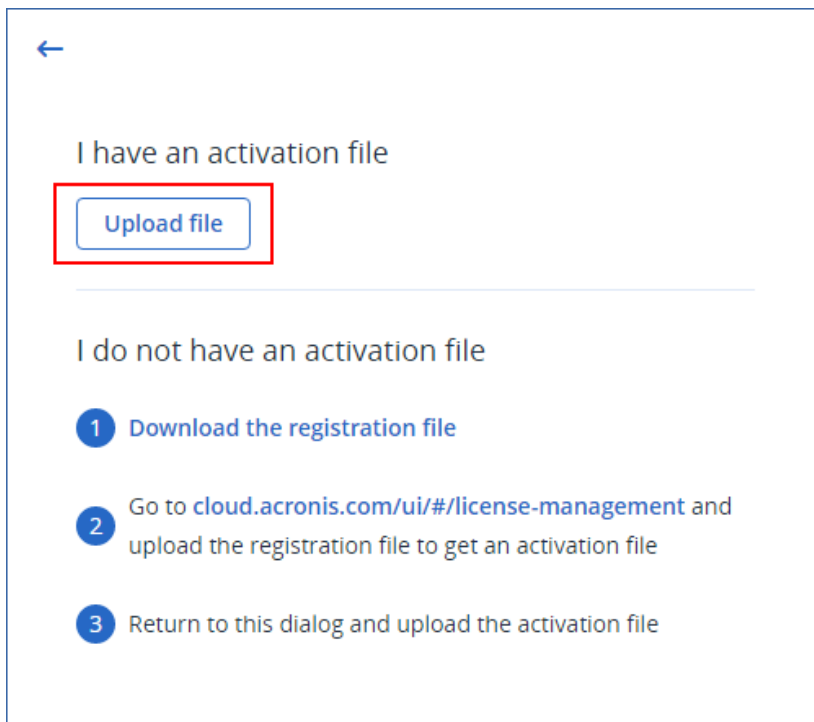 I have an activation file
Upload file
I do not have an activation file
1 Download the registration file
Go to cloud.acronis.com/ui/#/license-management and
2
upload the registration file to get an activation file
3 Return to this dialog and upload the activation file